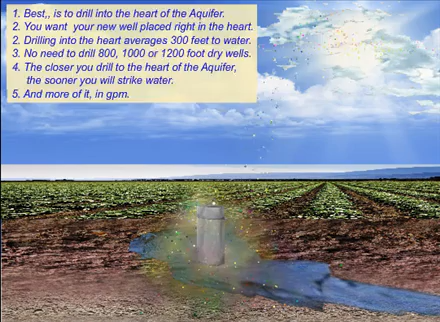 1. Best,, is to drill into the heart of the Aquifer.
2. You want your new well placed right in the heart.
2. Drilling into the heart averages 300 feet to water.
3. No need to drill 800, 1000 or 1200 foot dry wells.
4. The closer you drill to the heart of the Aquifer,
the sooner you will strike water.
5. And more of it, in gpm.